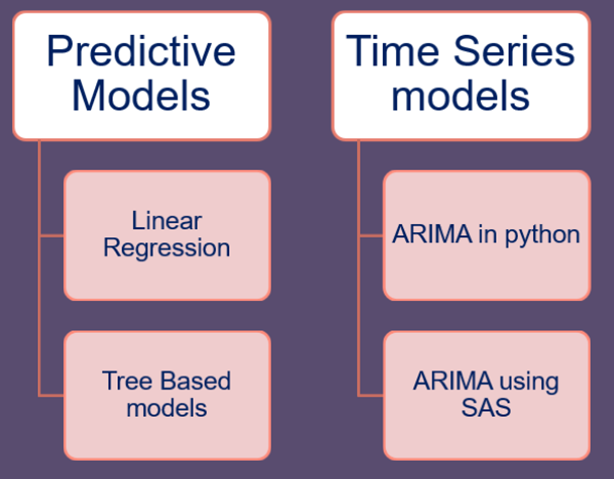 Predictive
Models
Linear
Regression
Tree Based
models
Time Series
models
ARIMA in python
ARIMA using
SAS